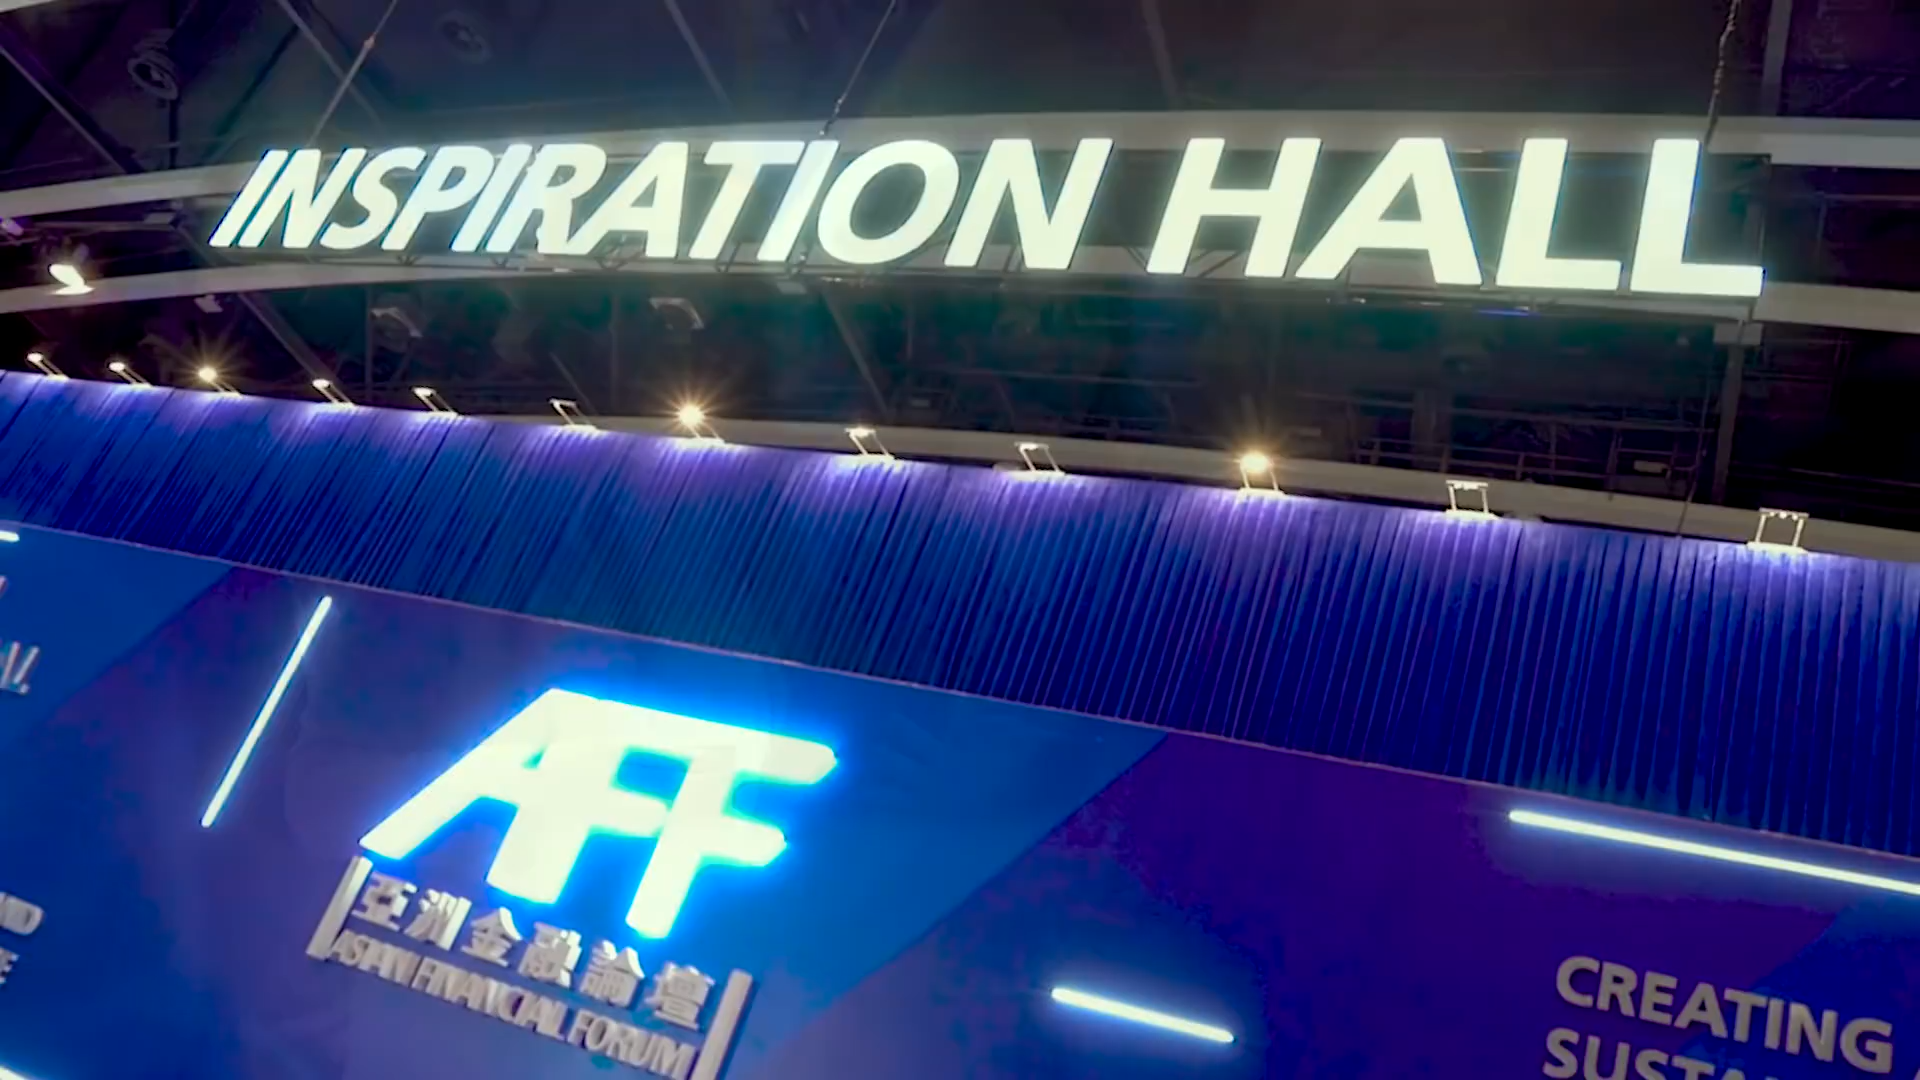 INSPIRATION HALL
AFF
亞洲金融論壇
ASIAN FINANCIAL FORUM
CREATING